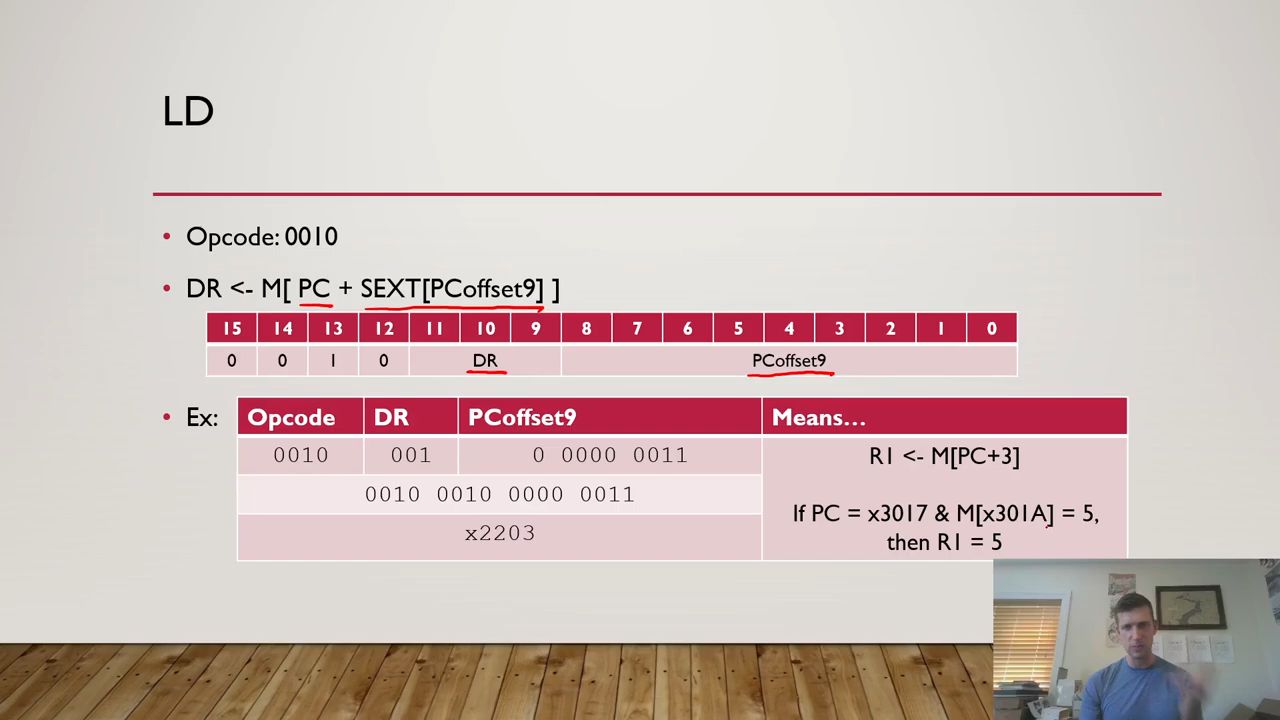 LD
• Opcode: 0010
• DR <- M[ PC + SEXT[PCoffset9] ]
15 14 13 12 11 10 9 8 7 6 5 4 3 2 1 0
0 0 1 0 DR PCoffset9
• Ex:
Opcode DR PCoffset9 Means…
0010 001 0 0000 0011 R1 <- M[PC+3]
0010 0010 0000 0011
If PC = x3017 & M[x301A] = 5,
x2203
then R1 = 5